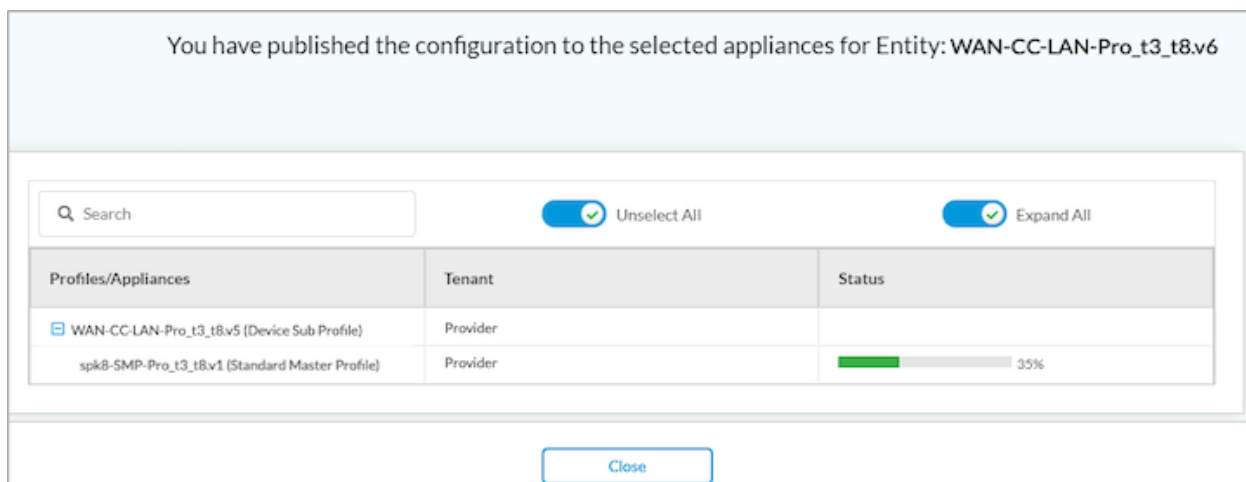 You have published the configuration to the selected appliances for Entity: WAN-CC-LAN-Pro_t3_t8.v6
Search
Unselect All
Expand All
Profiles/Appliances
Tenant
Status
WAN-CC-LAN-Pro_t3_t8.v5 (Device Sub Profile)
Provider
spk8-SMP-Pro_t3_t8.v1 (Standard Master Profile)
Provider
35%
Close